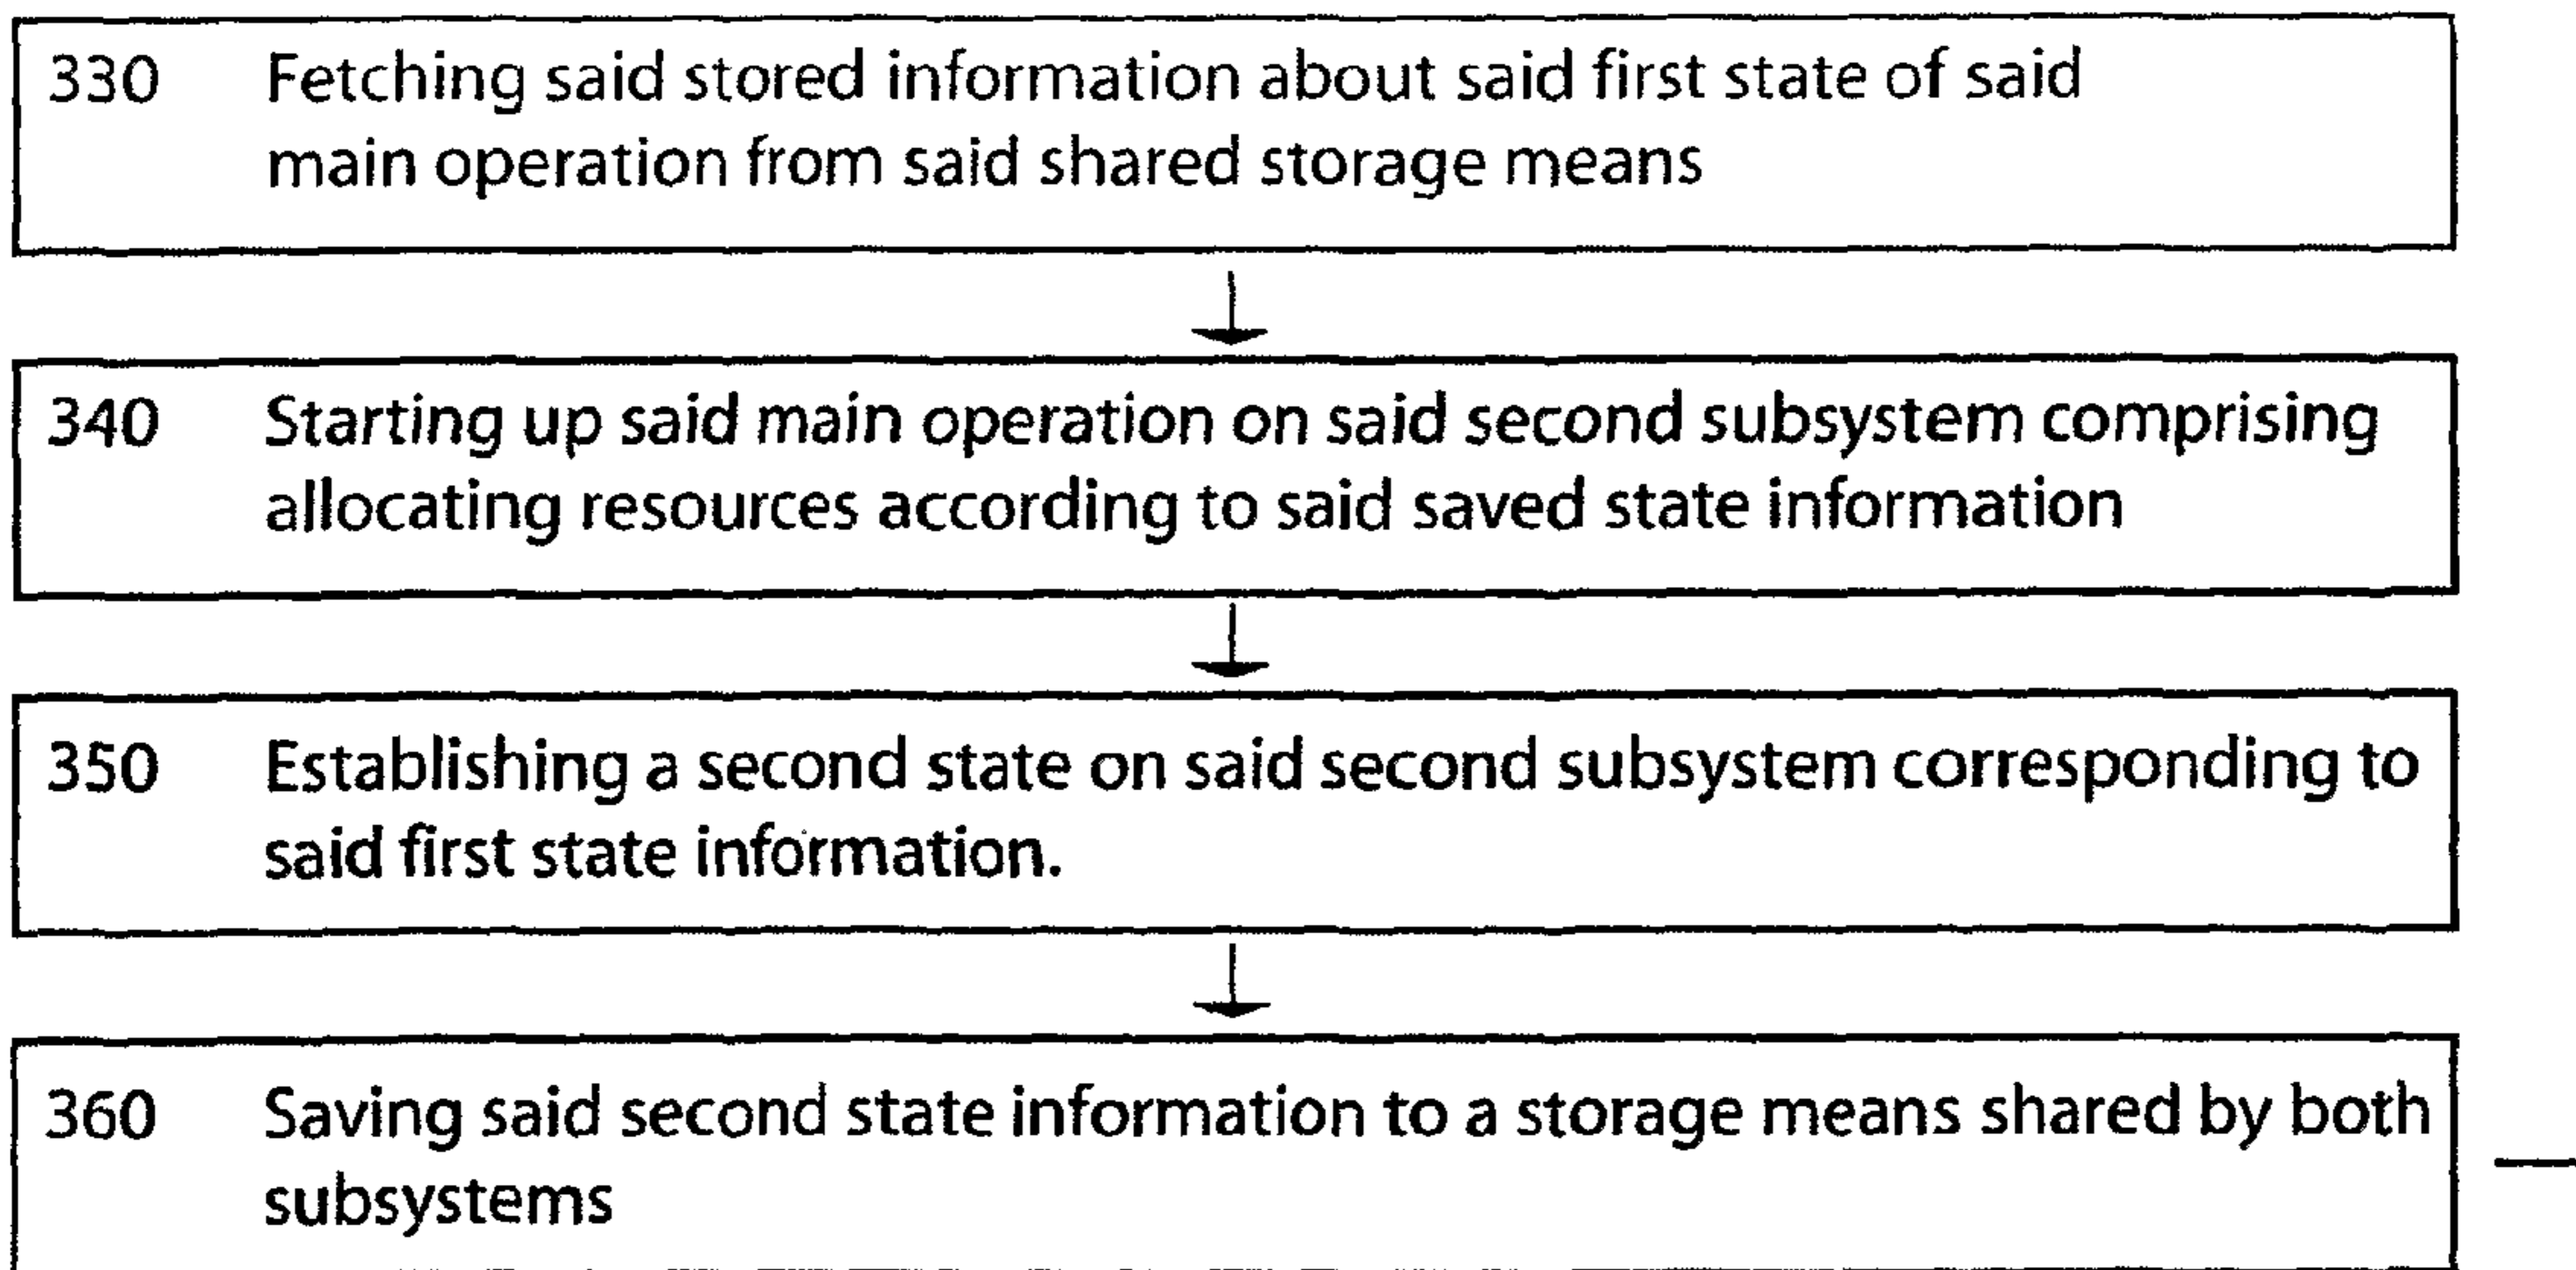 330 Fetching said stored information about said first state of said
main operation from said shared storage means
340 Starting up said main operation on said second subsystem comprising
allocating resources according to said saved state information
350 Establishing a second state on said second subsystem corresponding to
said first state information.
360 Saving said second state information to a storage means shared by both
subsystems